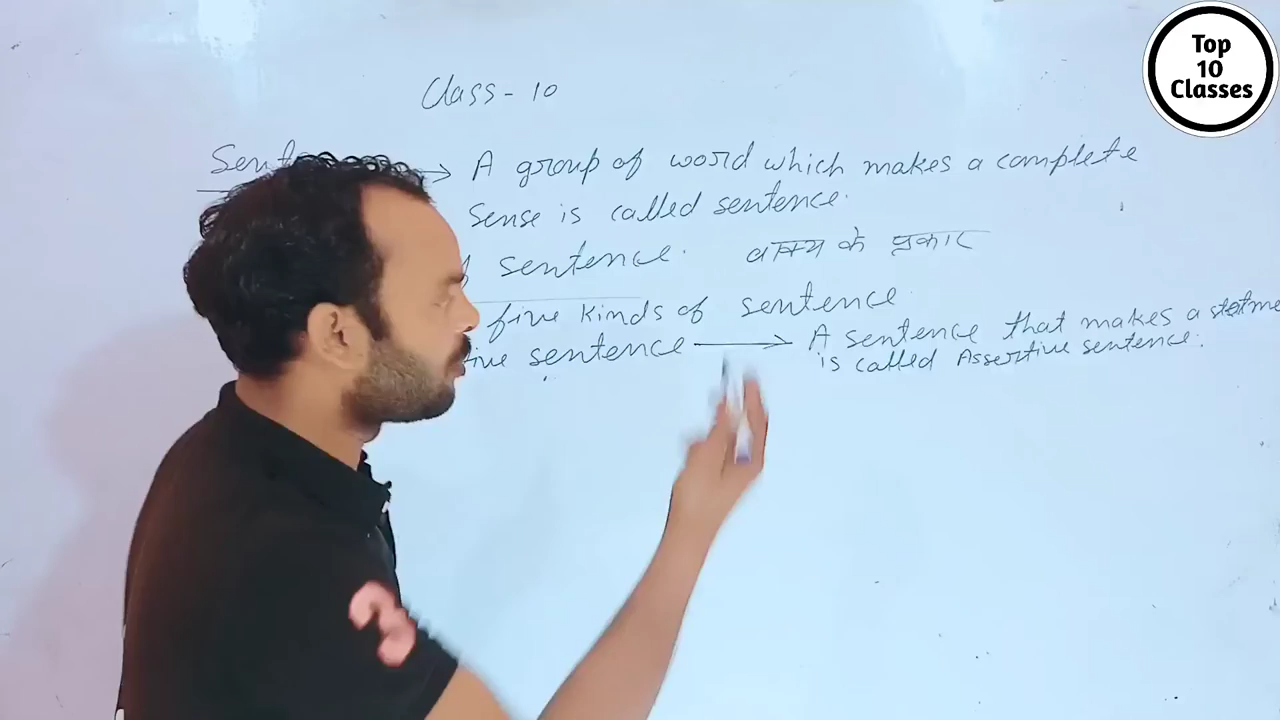 Top
10
Classes
Class - 10
→ A group of word which makes a complete
sense is called sentence.
sentence. वाक्य के प्रकार
five kinds of sentence
tive sentence → A sentence that makes a statme
is called Assertive sentence.
3